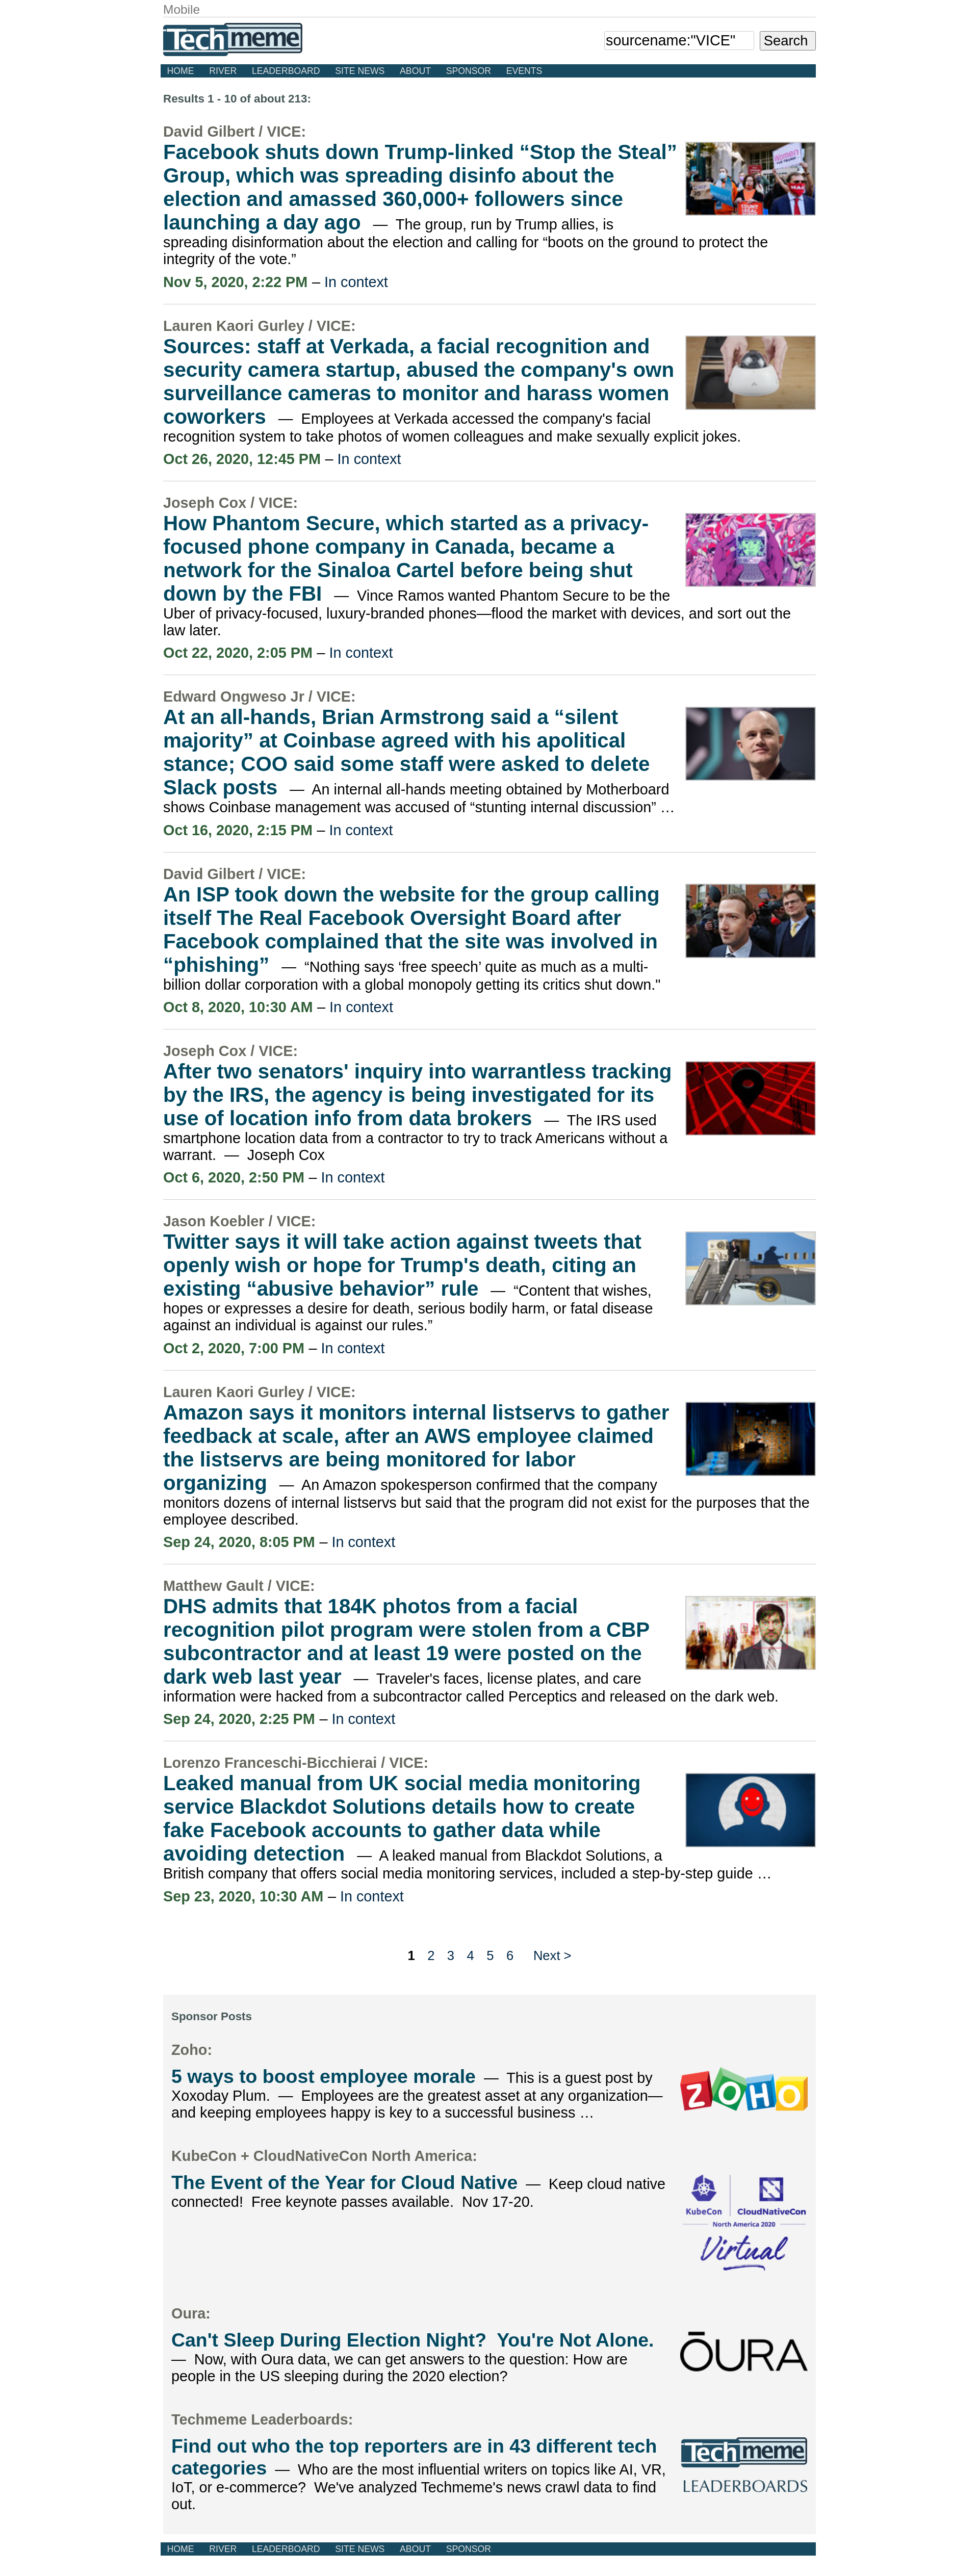 Mobile
Techmeme
sourcename:"VICE"
Search
HOME RIVER LEADERBOARD SITE NEWS ABOUT SPONSOR EVENTS
Results 1 - 10 of about 213:
David Gilbert / VICE:
Facebook shuts down Trump-linked “Stop the Steal”
Group, which was spreading disinfo about the
election and amassed 360,000+ followers since
launching a day ago — The group, run by Trump allies, is
spreading disinformation about the election and calling for “boots on the ground to protect the
integrity of the vote.”
Nov 5, 2020, 2:22 PM – In context
Lauren Kaori Gurley / VICE:
Sources: staff at Verkada, a facial recognition and
security camera startup, abused the company's own
surveillance cameras to monitor and harass women
coworkers — Employees at Verkada accessed the company's facial
recognition system to take photos of women colleagues and make sexually explicit jokes.
Oct 26, 2020, 12:45 PM – In context
Joseph Cox / VICE:
How Phantom Secure, which started as a privacy-
focused phone company in Canada, became a
network for the Sinaloa Cartel before being shut
down by the FBI — Vince Ramos wanted Phantom Secure to be the
Uber of privacy-focused, luxury-branded phones—flood the market with devices, and sort out the
law later.
Oct 22, 2020, 2:05 PM – In context
Edward Ongweso Jr / VICE:
At an all-hands, Brian Armstrong said a “silent
majority” at Coinbase agreed with his apolitical
stance; COO said some staff were asked to delete
Slack posts — An internal all-hands meeting obtained by Motherboard
shows Coinbase management was accused of “stunting internal discussion” …
Oct 16, 2020, 2:15 PM – In context
David Gilbert / VICE:
An ISP took down the website for the group calling
itself The Real Facebook Oversight Board after
Facebook complained that the site was involved in
“phishing” — “Nothing says ‘free speech’ quite as much as a multi-
billion dollar corporation with a global monopoly getting its critics shut down."
Oct 8, 2020, 10:30 AM – In context
Joseph Cox / VICE:
After two senators' inquiry into warrantless tracking
by the IRS, the agency is being investigated for its
use of location info from data brokers — The IRS used
smartphone location data from a contractor to try to track Americans without a
warrant. — Joseph Cox
Oct 6, 2020, 2:50 PM – In context
Jason Koebler / VICE:
Twitter says it will take action against tweets that
openly wish or hope for Trump's death, citing an
existing “abusive behavior” rule — “Content that wishes,
hopes or expresses a desire for death, serious bodily harm, or fatal disease
against an individual is against our rules.”
Oct 2, 2020, 7:00 PM – In context
Lauren Kaori Gurley / VICE:
Amazon says it monitors internal listservs to gather
feedback at scale, after an AWS employee claimed
the listservs are being monitored for labor
organizing — An Amazon spokesperson confirmed that the company
monitors dozens of internal listservs but said that the program did not exist for the purposes that the
employee described.
Sep 24, 2020, 8:05 PM – In context
Matthew Gault / VICE:
DHS admits that 184K photos from a facial
recognition pilot program were stolen from a CBP
subcontractor and at least 19 were posted on the
dark web last year — Traveler's faces, license plates, and care
information were hacked from a subcontractor called Perceptics and released on the dark web.
Sep 24, 2020, 2:25 PM – In context
Lorenzo Franceschi-Bicchierai / VICE:
Leaked manual from UK social media monitoring
service Blackdot Solutions details how to create
fake Facebook accounts to gather data while
avoiding detection — A leaked manual from Blackdot Solutions, a
British company that offers social media monitoring services, included a step-by-step guide …
Sep 23, 2020, 10:30 AM – In context
1 2 3 4 5 6 Next >
Sponsor Posts
Zoho:
5 ways to boost employee morale — This is a guest post by
Xoxoday Plum. — Employees are the greatest asset at any organization—
and keeping employees happy is key to a successful business …
ZOHO
KubeCon + CloudNativeCon North America:
The Event of the Year for Cloud Native — Keep cloud native
connected! Free keynote passes available. Nov 17-20.
KubeCon CloudNativeCon
North America 2020
Virtual
Oura:
Can't Sleep During Election Night? You're Not Alone.
— Now, with Oura data, we can get answers to the question: How are
people in the US sleeping during the 2020 election?
ŌURA
Techmeme Leaderboards:
Find out who the top reporters are in 43 different tech
categories — Who are the most influential writers on topics like AI, VR,
IoT, or e-commerce? We've analyzed Techmeme's news crawl data to find
out.
Techmeme
LEADERBOARDS
HOME RIVER LEADERBOARD SITE NEWS ABOUT SPONSOR